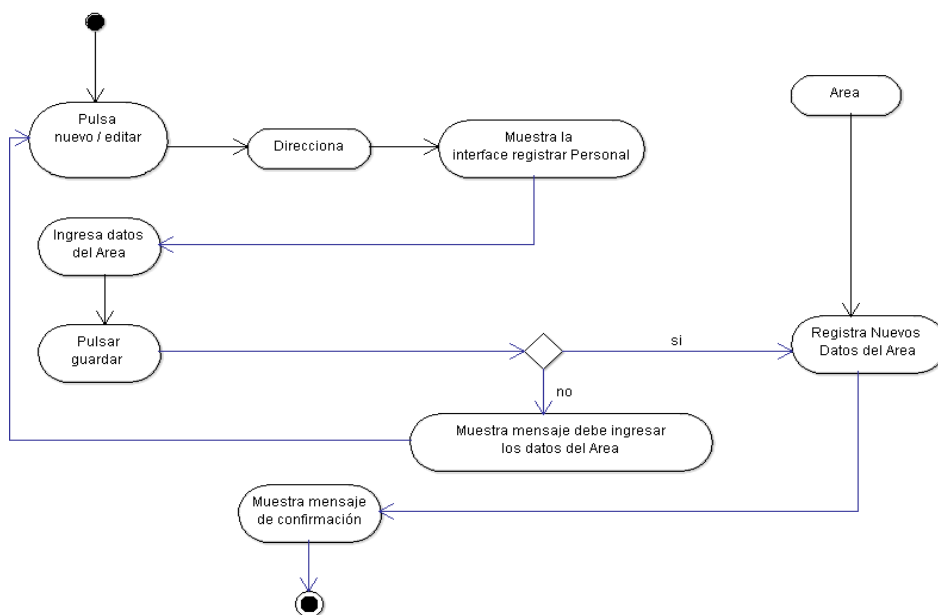 Pulsa
nuevo / editar
Direcciona
Muestra la
interface registrar Personal
Area
Ingresa datos
del Area
Pulsar
guardar
si
no
Registra Nuevos
Datos del Area
Muestra mensaje debe ingresar
los datos del Area
Muestra mensaje
de confirmación